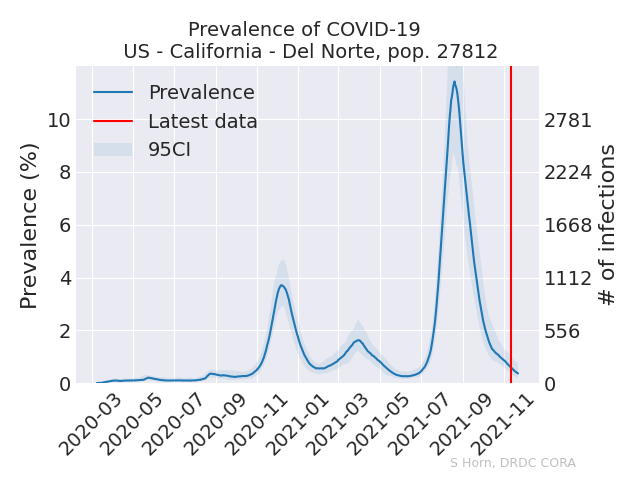 Prevalence of COVID-19
US - California - Del Norte, pop. 27812
Prevalence
Latest data
95CI
Prevalence (%)
10
8
6
4
2
0
2781
2224
1668
1112
556
0
# of infections
2020-03
2020-05
2020-07
2020-09
2020-11
2021-01
2021-03
2021-05
2021-07
2021-09
2021-11
S Horn, DRDC CORA